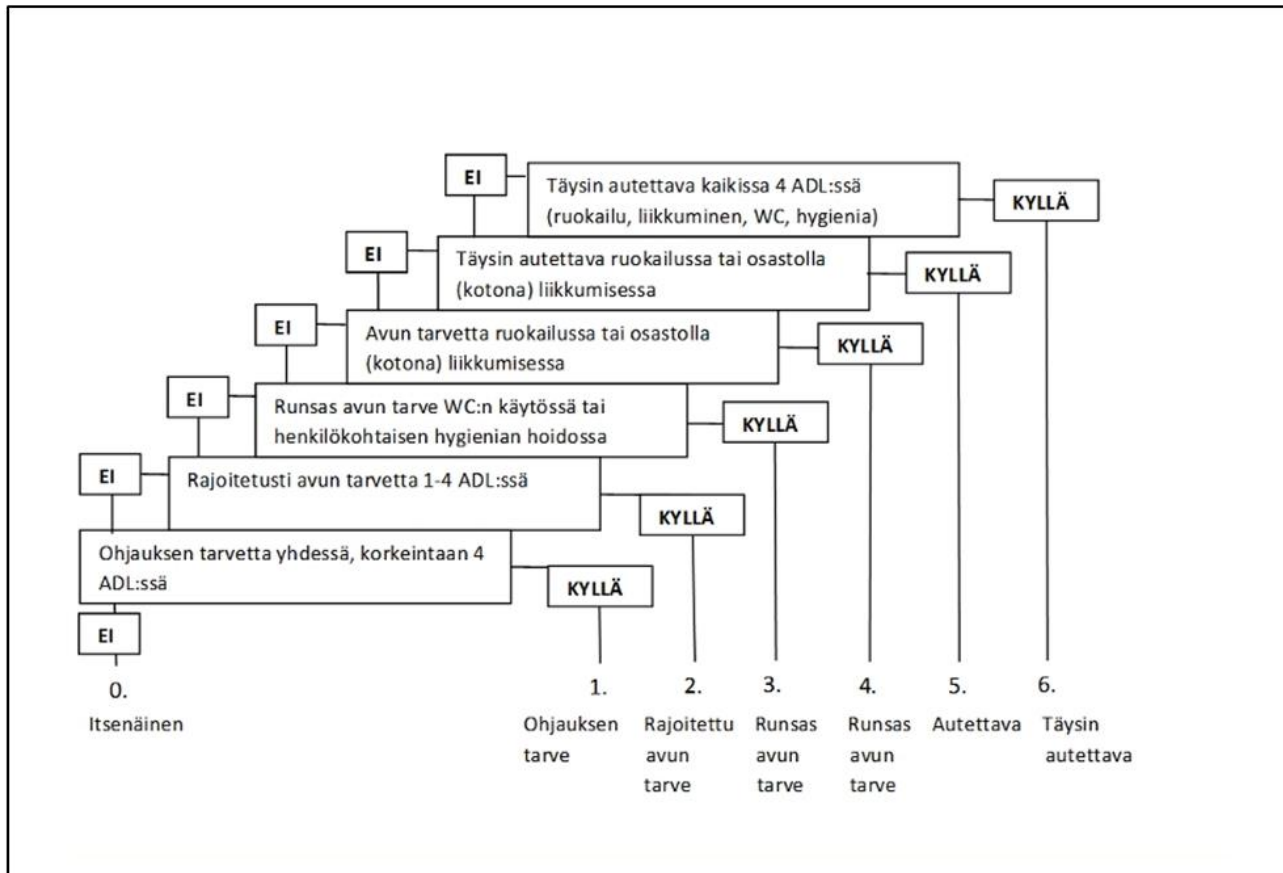 EI
Täysin autettava kaikissa 4 ADL:ssä
(ruokailu, liikkuminen, WC, hygienia)
KYLLÄ
EI
Täysin autettava ruokailussa tai osastolla
(kotona) liikkumisessa
KYLLÄ
EI
Avun tarvetta ruokailussa tai osastolla
(kotona) liikkumisessa
KYLLÄ
EI
Runsas avun tarve WC:n käytössä tai
henkilökohtaisen hygienian hoidossa
KYLLÄ
EI
Rajoitetusti avun tarvetta 1-4 ADL:ssä
KYLLÄ
Ohjauksen tarvetta yhdessä, korkeintaan 4
ADL:ssä
KYLLÄ
EI
0.
Itsenäinen
1.
Ohjauksen
tarve
2.
Rajoitettu
avun
tarve
3.
Runsas
avun
tarve
4.
Runsas
avun
tarve
5.
Autettava
6.
Täysin
autettava